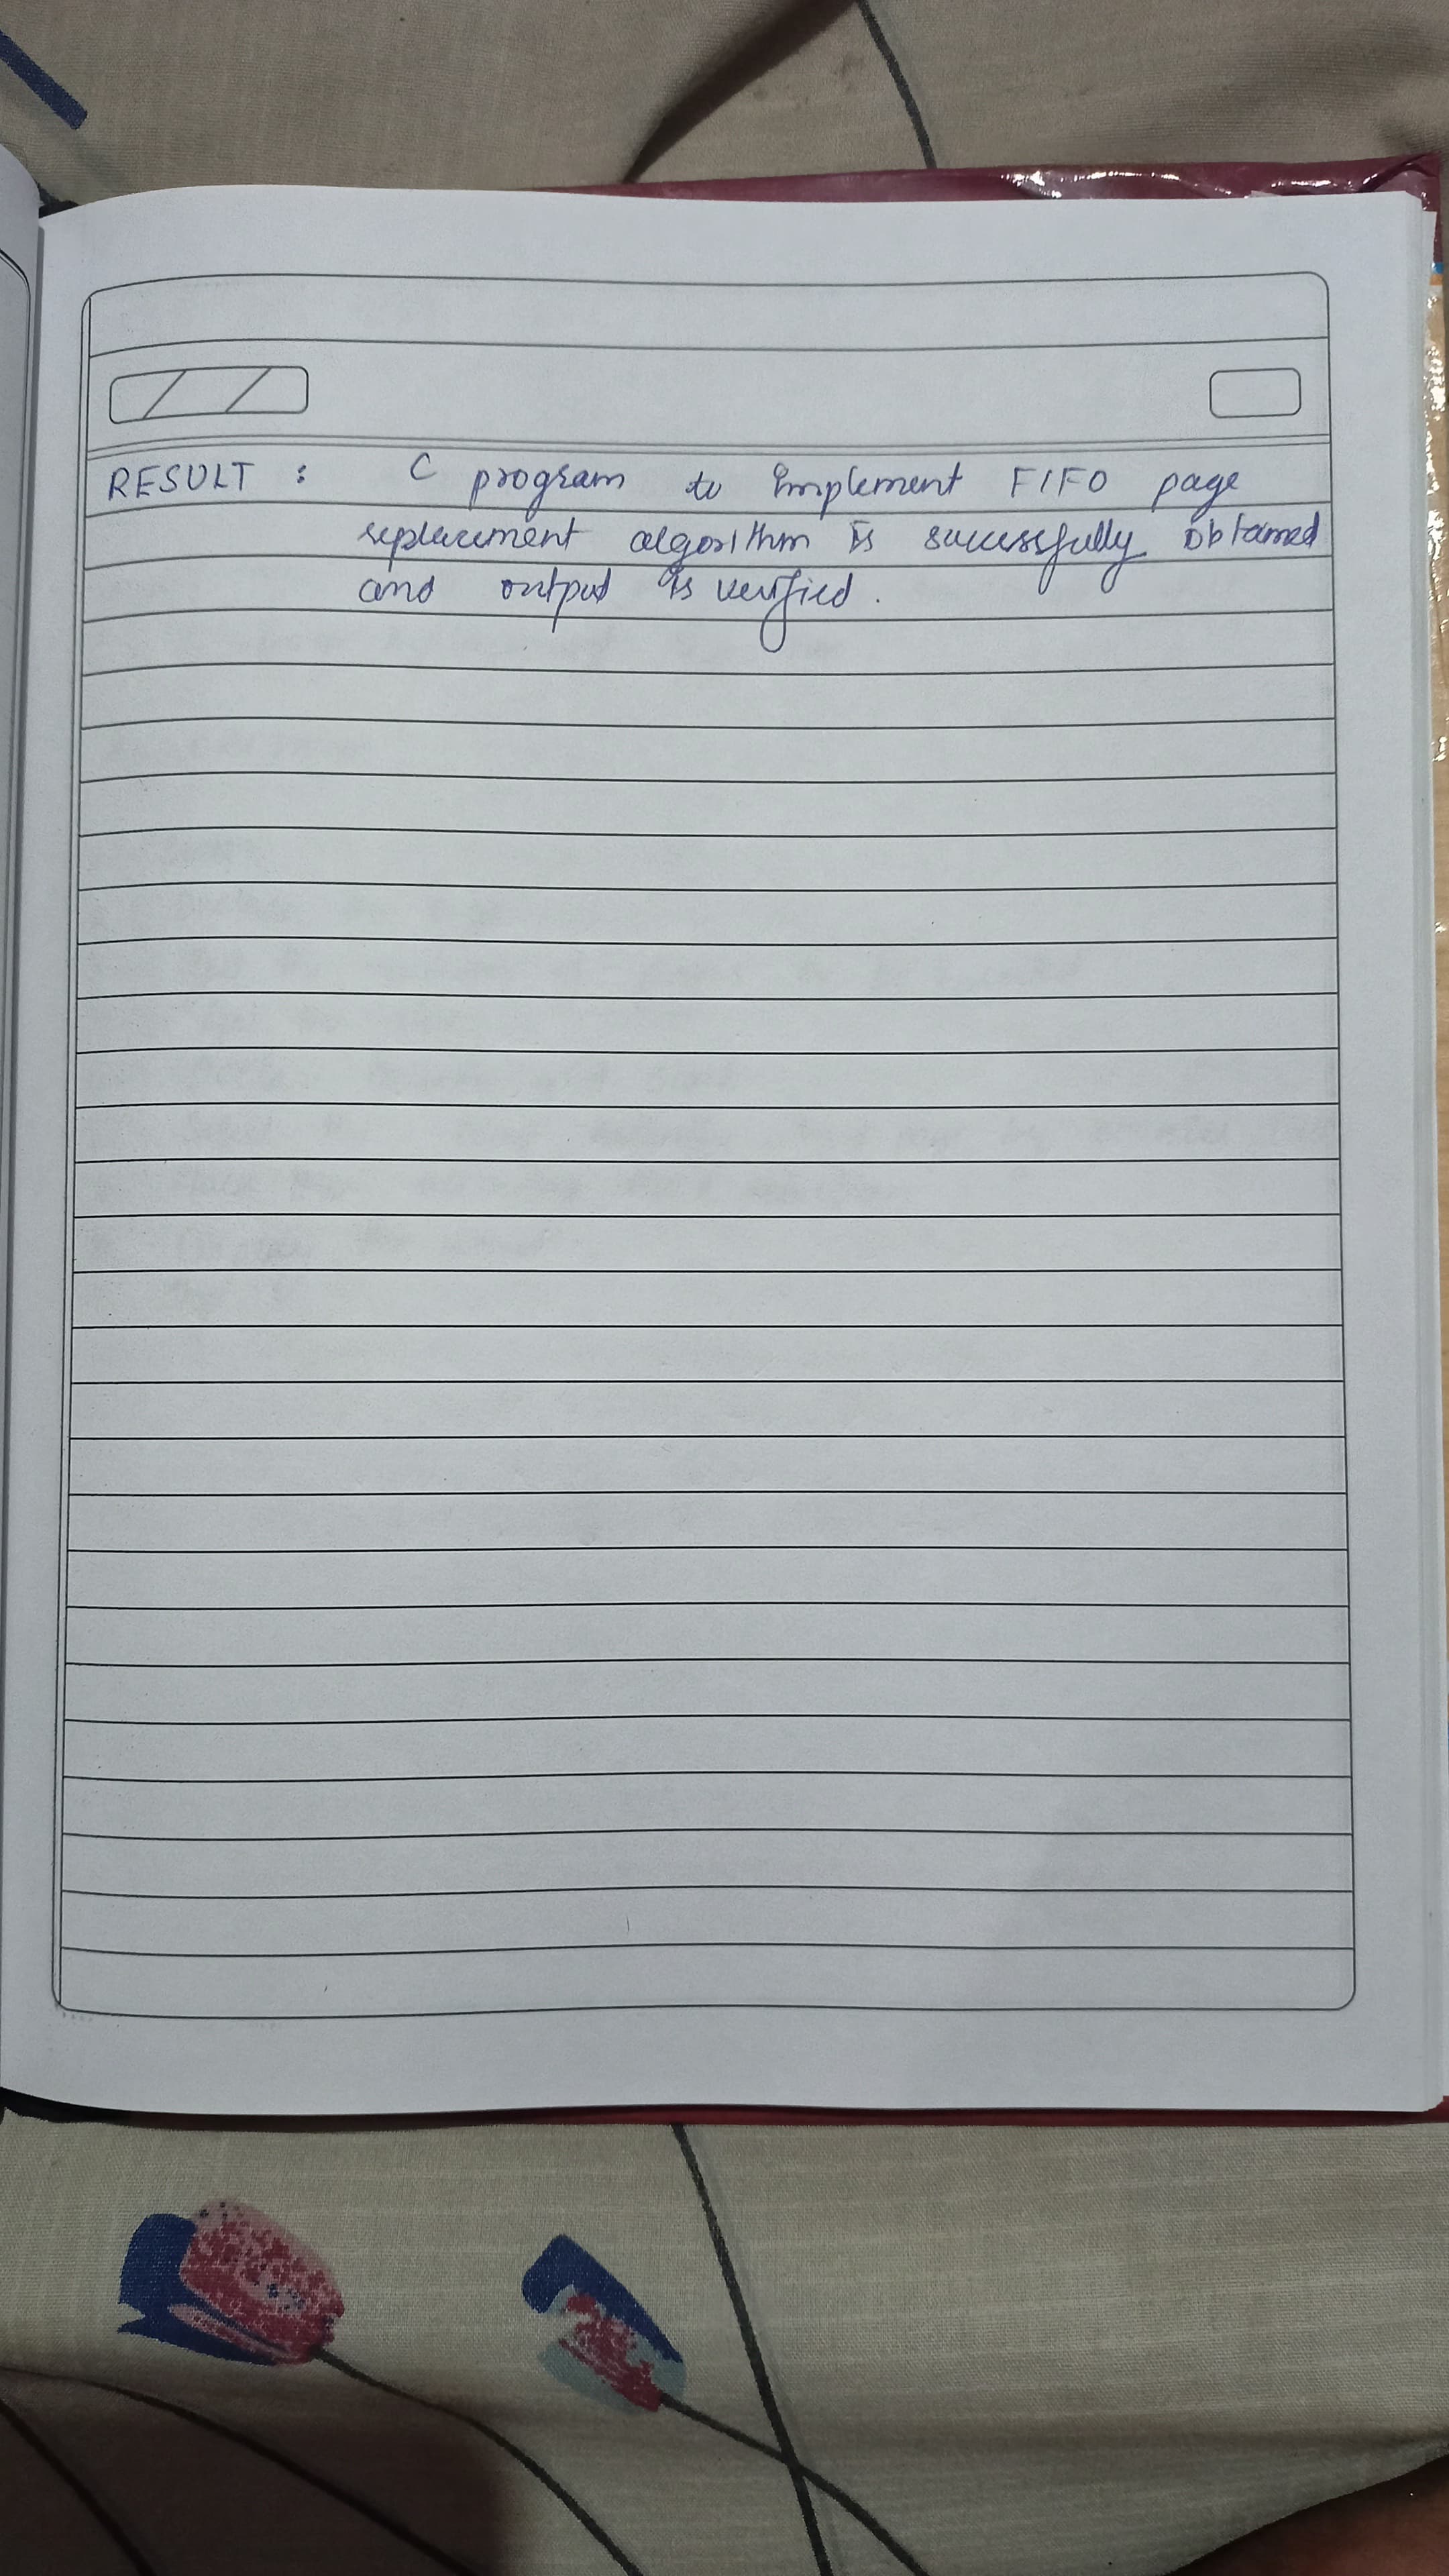 RESULT : C program to implement FIFO page
replacement algorithm is successfully obtained
and output is verified.